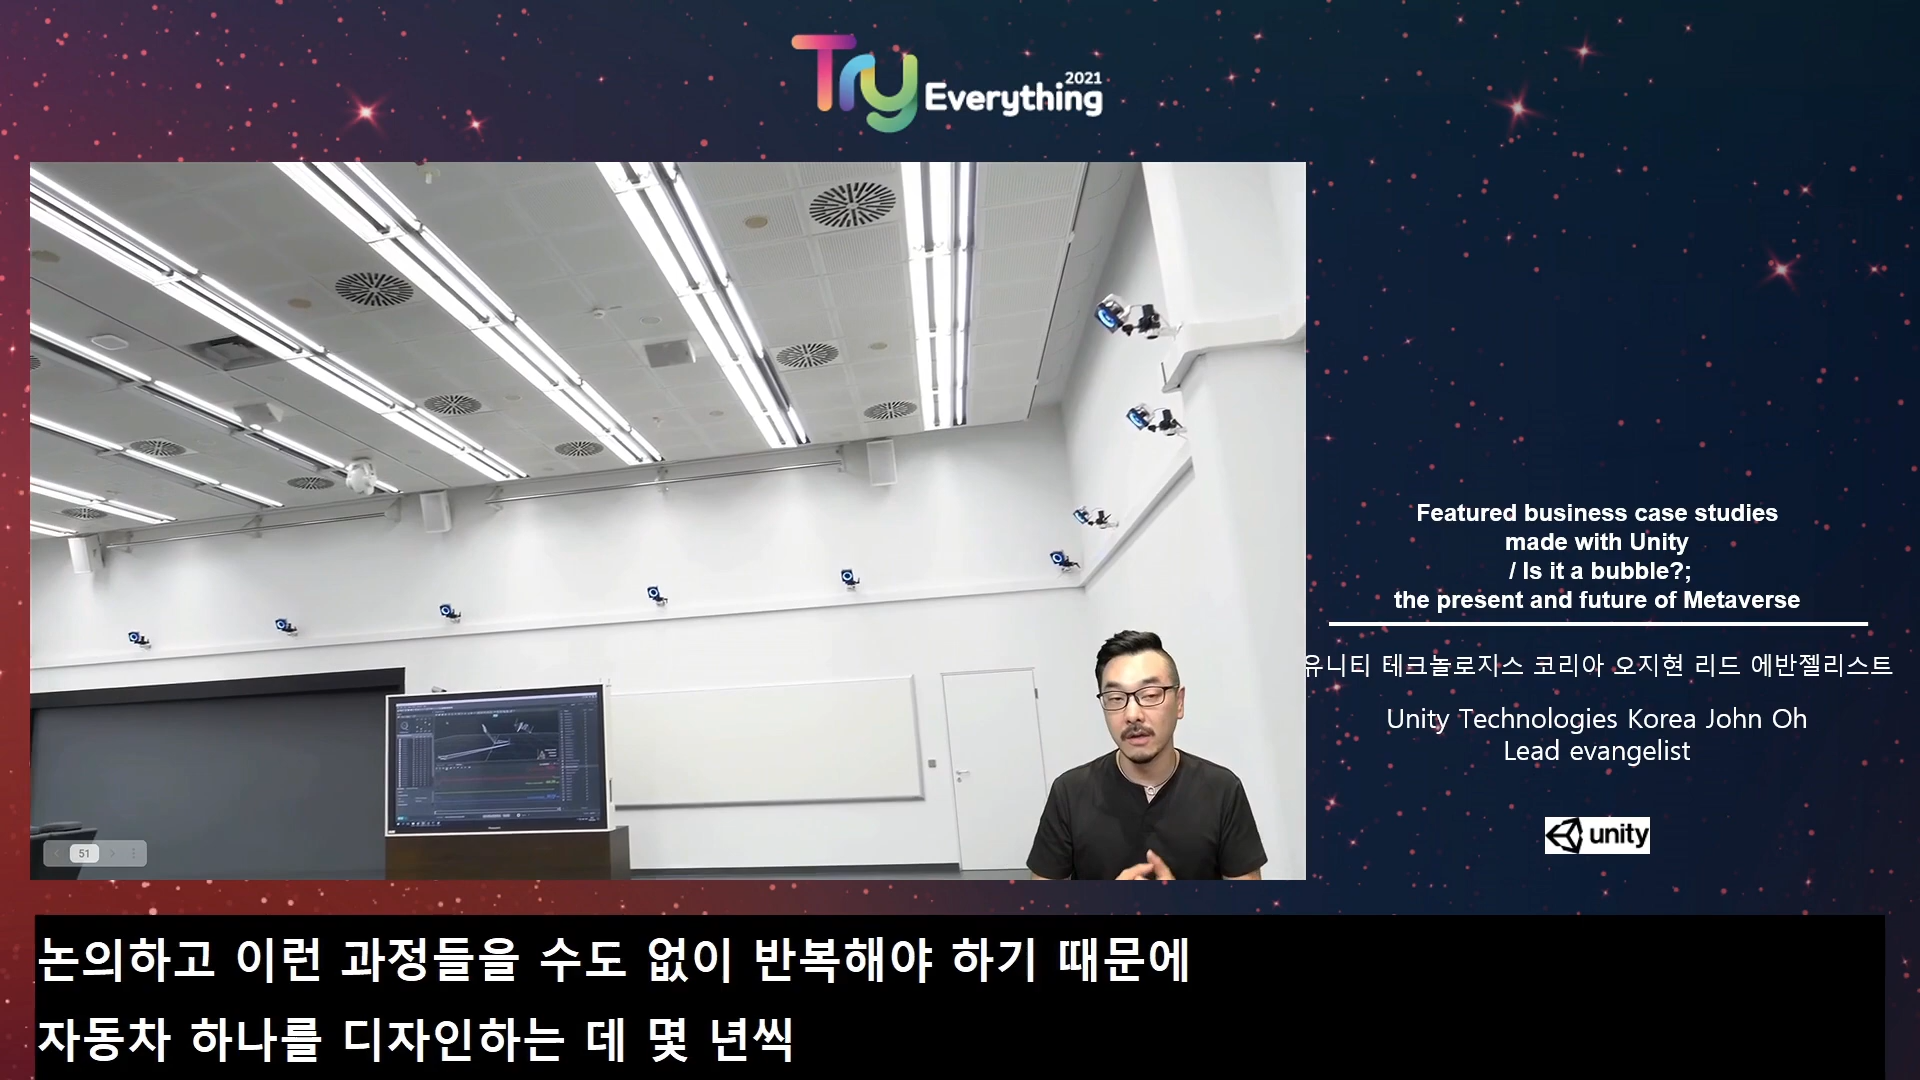 Try
2021
Everything
Featured business case studies
made with Unity
/ Is it a bubble?;
the present and future of Metaverse
유니티 테크놀로지스 코리아 오지현 리드 에반젤리스트
Unity Technologies Korea John Oh
Lead evangelist
unity
51
논의하고 이런 과정들을 수도 없이 반복해야 하기 때문에
자동차 하나를 디자인하는 데 몇 년씩